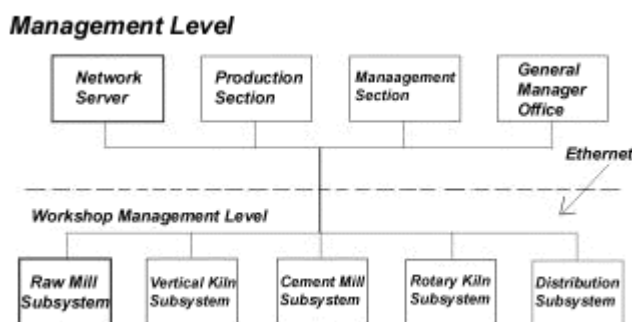 Management Level
Network Server
Production Section
Manaagement Section
General Manager Office
Ethernet
Workshop Management Level
Raw Mill Subsystem
Vertical Kiln Subsystem
Cement Mill Subsystem
Rotary Kiln Subsystem
Distribution Subsystem